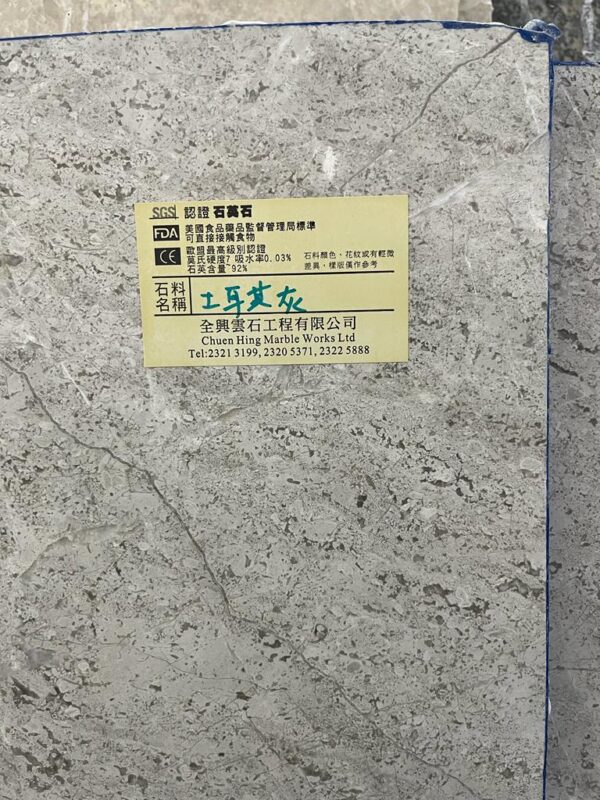 SGS 認證 石英石
FDA 美國食品藥品監督管理局標準
可直接接觸食物
CE 歐盟最高級別認證
莫氏硬度7 吸水率0.03%
石英含量~92%
石料顏色、花紋或有輕微
差異，樣版僅作參考
石料
名稱 土耳其灰
全興雲石工程有限公司
Chuen Hing Marble Works Ltd
Tel:2321 3199, 2320 5371, 2322 5888